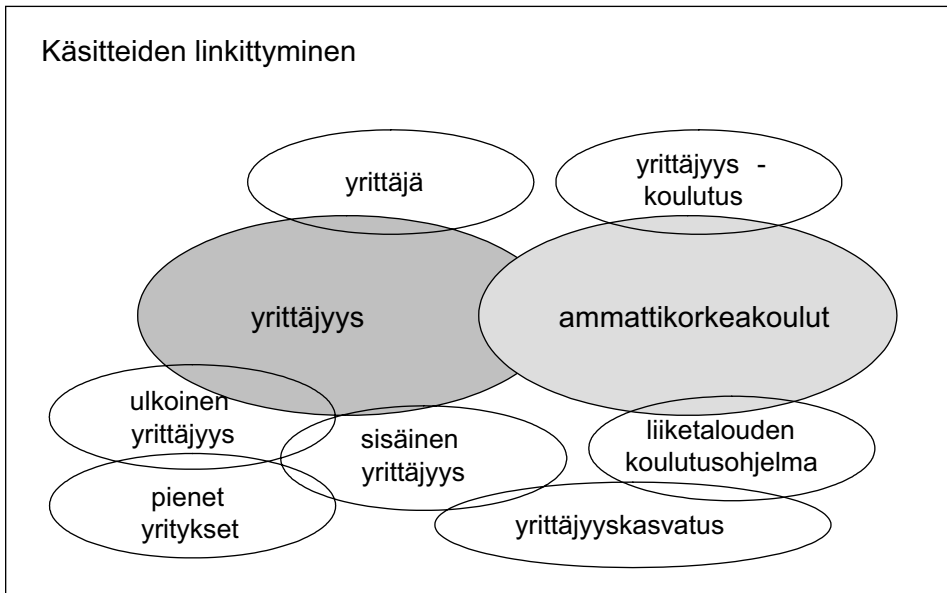 Käsitteiden linkittyminen
yrittäjä
yrittäjyys -
koulutus
yrittäjyys
ammattikorkeakoulut
ulkoinen
yrittäjyys
sisäinen
yrittäjyys
liiketalouden
koulutusohjelma
pienet
yritykset
yrittäjyyskasvatus